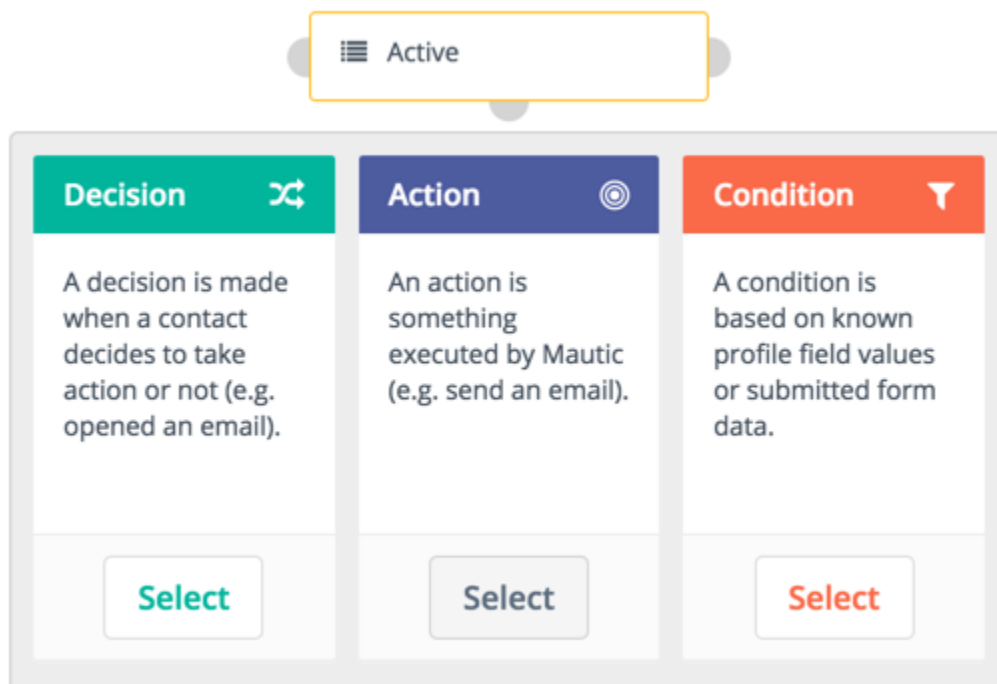 Active
Decision
A decision is made
when a contact
decides to take
action or not (e.g.
opened an email).
Select
Action
An action is
something
executed by Mautic
(e.g. send an email).
Select
Condition
A condition is
based on known
profile field values
or submitted form
data.
Select